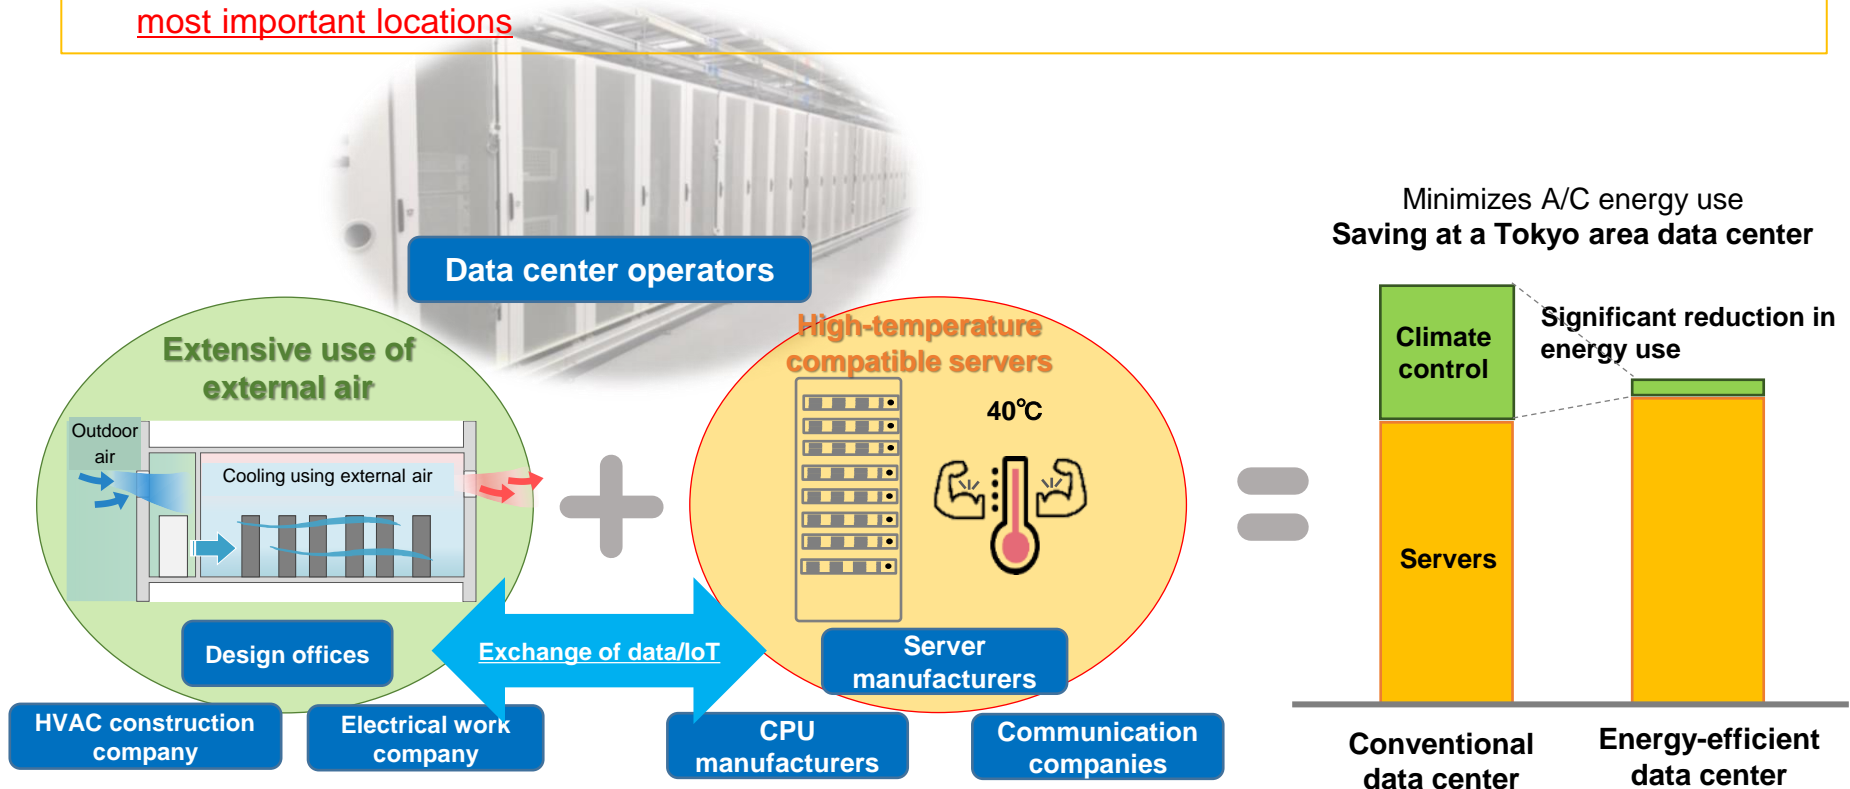 most important locations
Data center operators
Extensive use of
external air
Outdoor
air
Cooling using external air
Design offices
HVAC construction
company
Electrical work
company
Exchange of data/IoT
High-temperature
compatible servers
40℃
Server
manufacturers
CPU
manufacturers
Communication
companies
Minimizes A/C energy use
Saving at a Tokyo area data center
Climate
control
Significant reduction in
energy use
Servers
Conventional
data center
Energy-efficient
data center